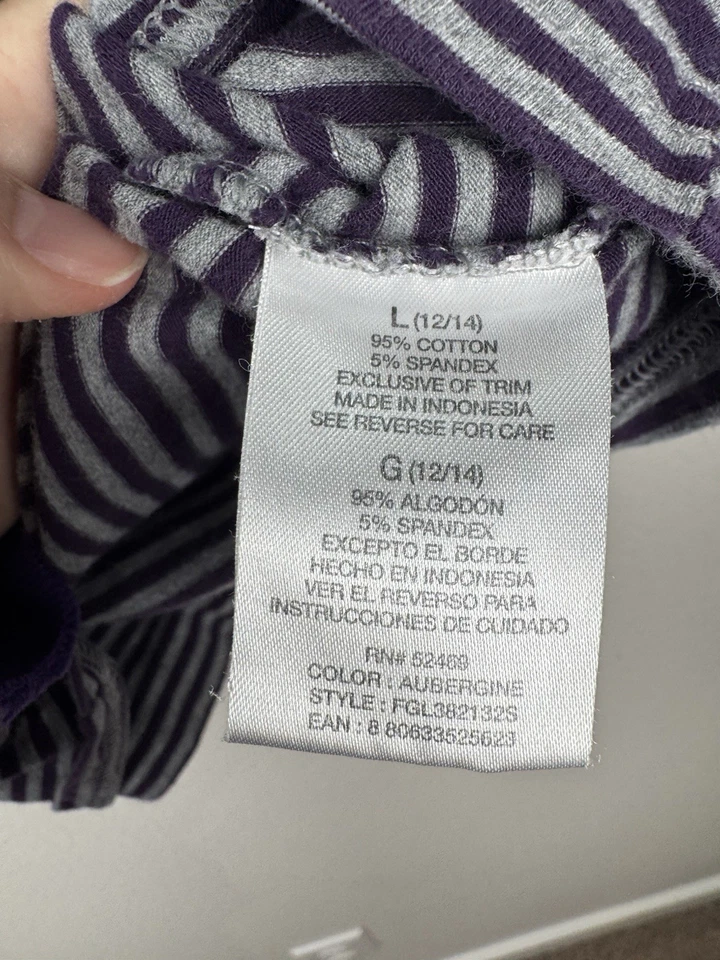 L (12/14)
95% COTTON
5% SPANDEX
EXCLUSIVE OF TRIM
MADE IN INDONESIA
SEE REVERSE FOR CARE
G (12/14)
95% ALGODÓN
5% SPANDEX
EXCEPTO EL BORDE
HECHO EN INDONESIA
VER EL REVERSO PARA
INSTRUCCIONES DE CUIDADO
RN# 52469
COLOR : AUBERGINE
STYLE : FGL382132S
EAN : 8 80633525623